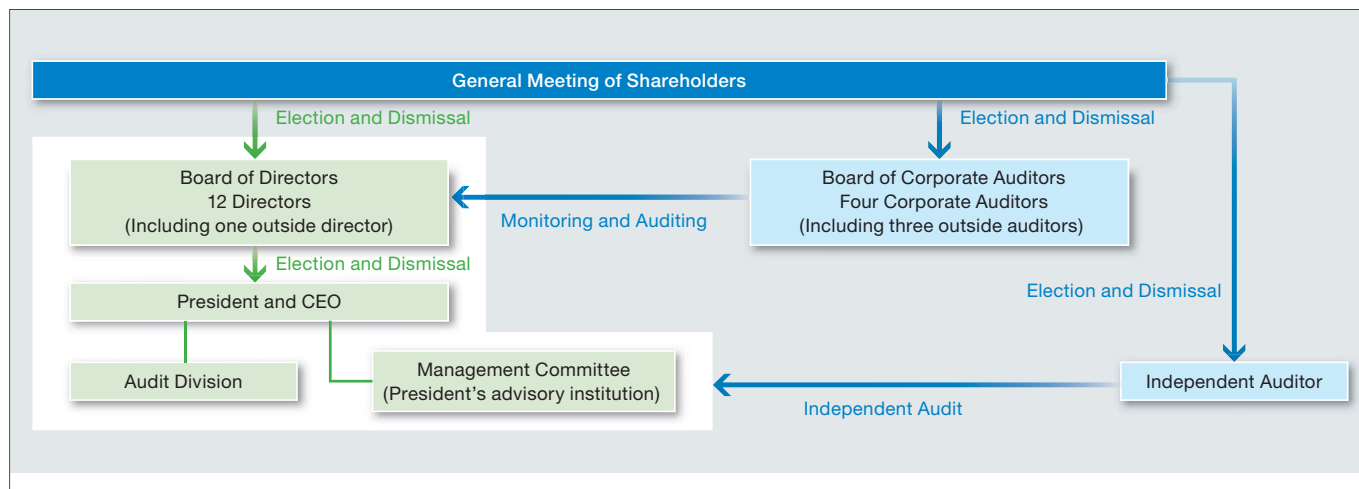 General Meeting of Shareholders
Election and Dismissal
Election and Dismissal
Board of Directors
12 Directors
(Including one outside director)
Monitoring and Auditing
Board of Corporate Auditors
Four Corporate Auditors
(Including three outside auditors)
Election and Dismissal
President and CEO
Election and Dismissal
Audit Division
Management Committee
(President’s advisory institution)
Independent Audit
Independent Auditor